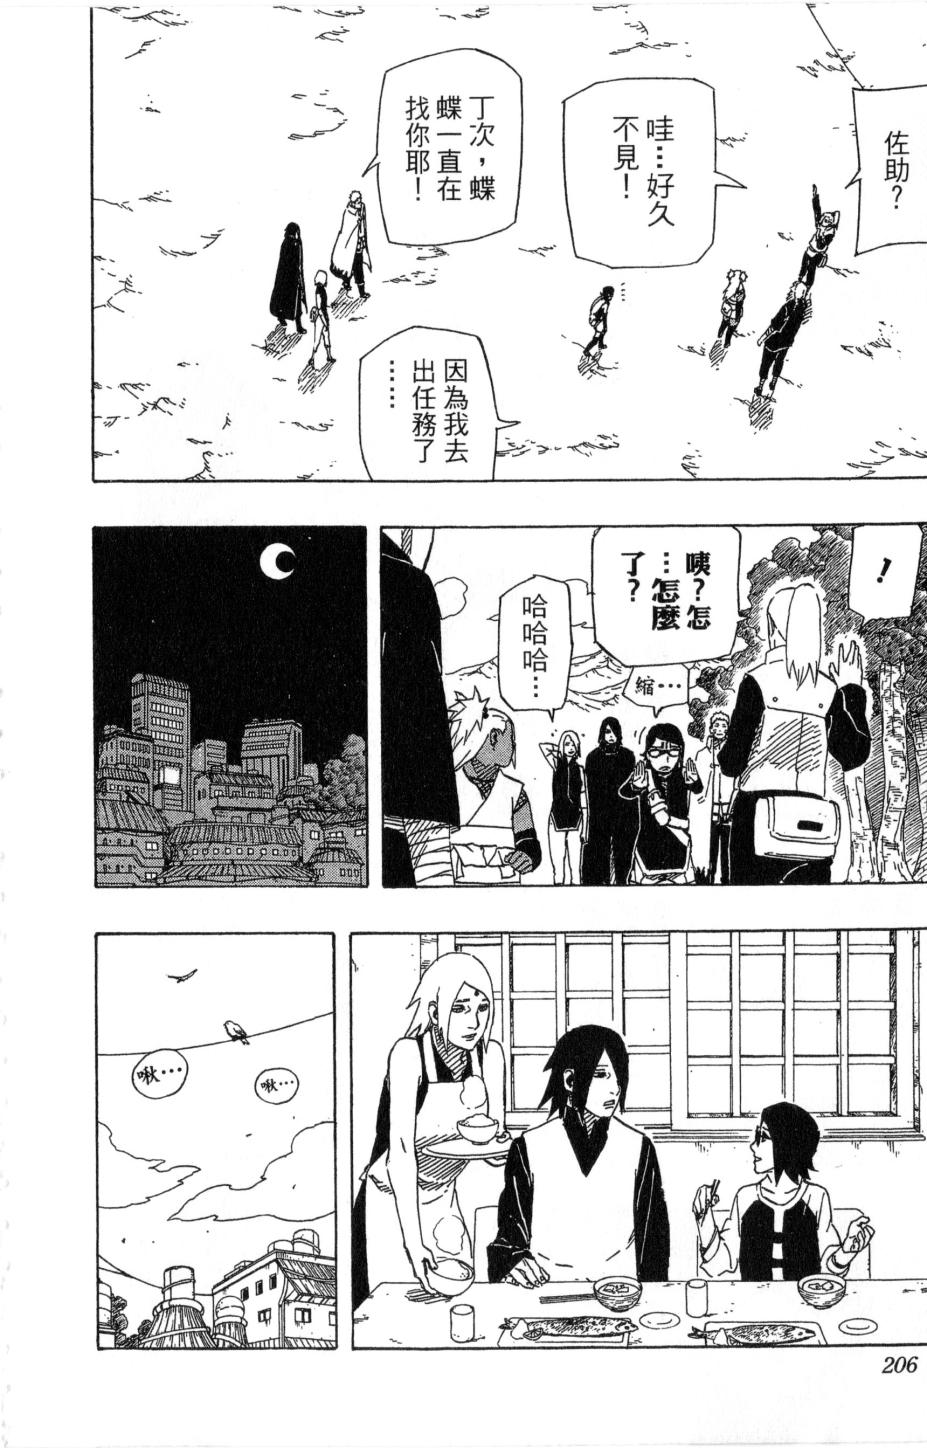 佐助？
哇…好久
不見！
丁次，蝶
蝶一直在
找你耶！
因為我去
出任務了
……
！
咦？怎
…怎麼
了？
縮…
哈哈哈…
啾…
啾…
206